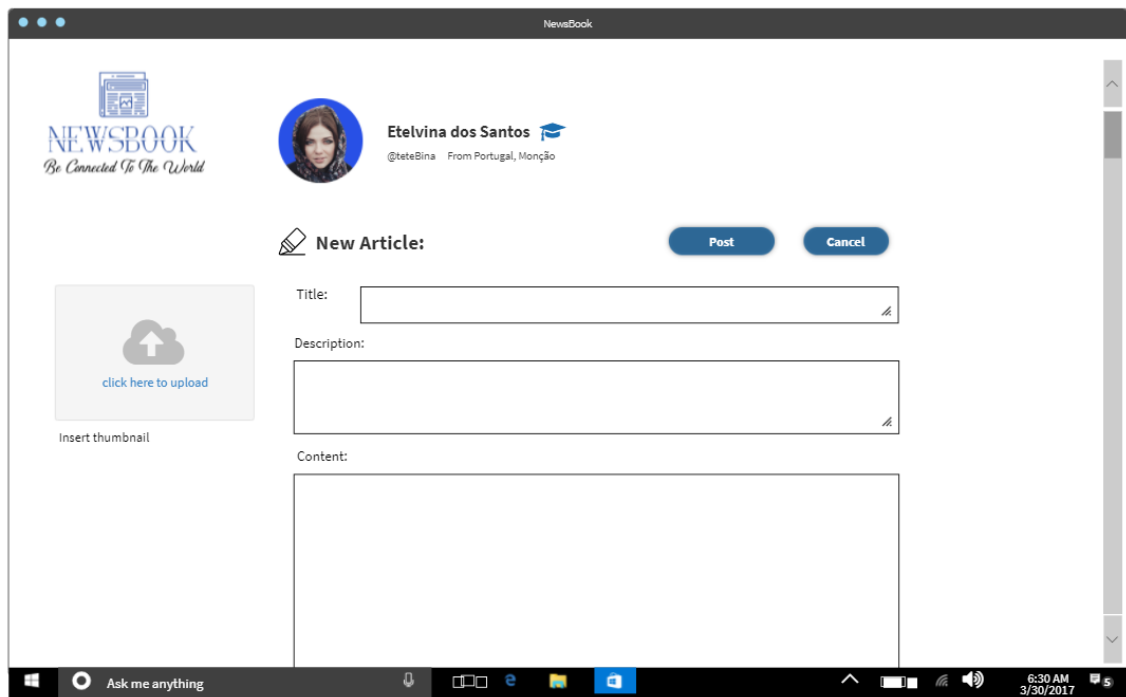 NewsBook
NEWSBOOK
Be Connected To The World
Etelvina dos Santos
@teteBina From Portugal, Monção
New Article:
Post
Cancel
Title:
click here to upload
Insert thumbnail
Description:
Content:
Ask me anything
6:30 AM
3/30/2017
5